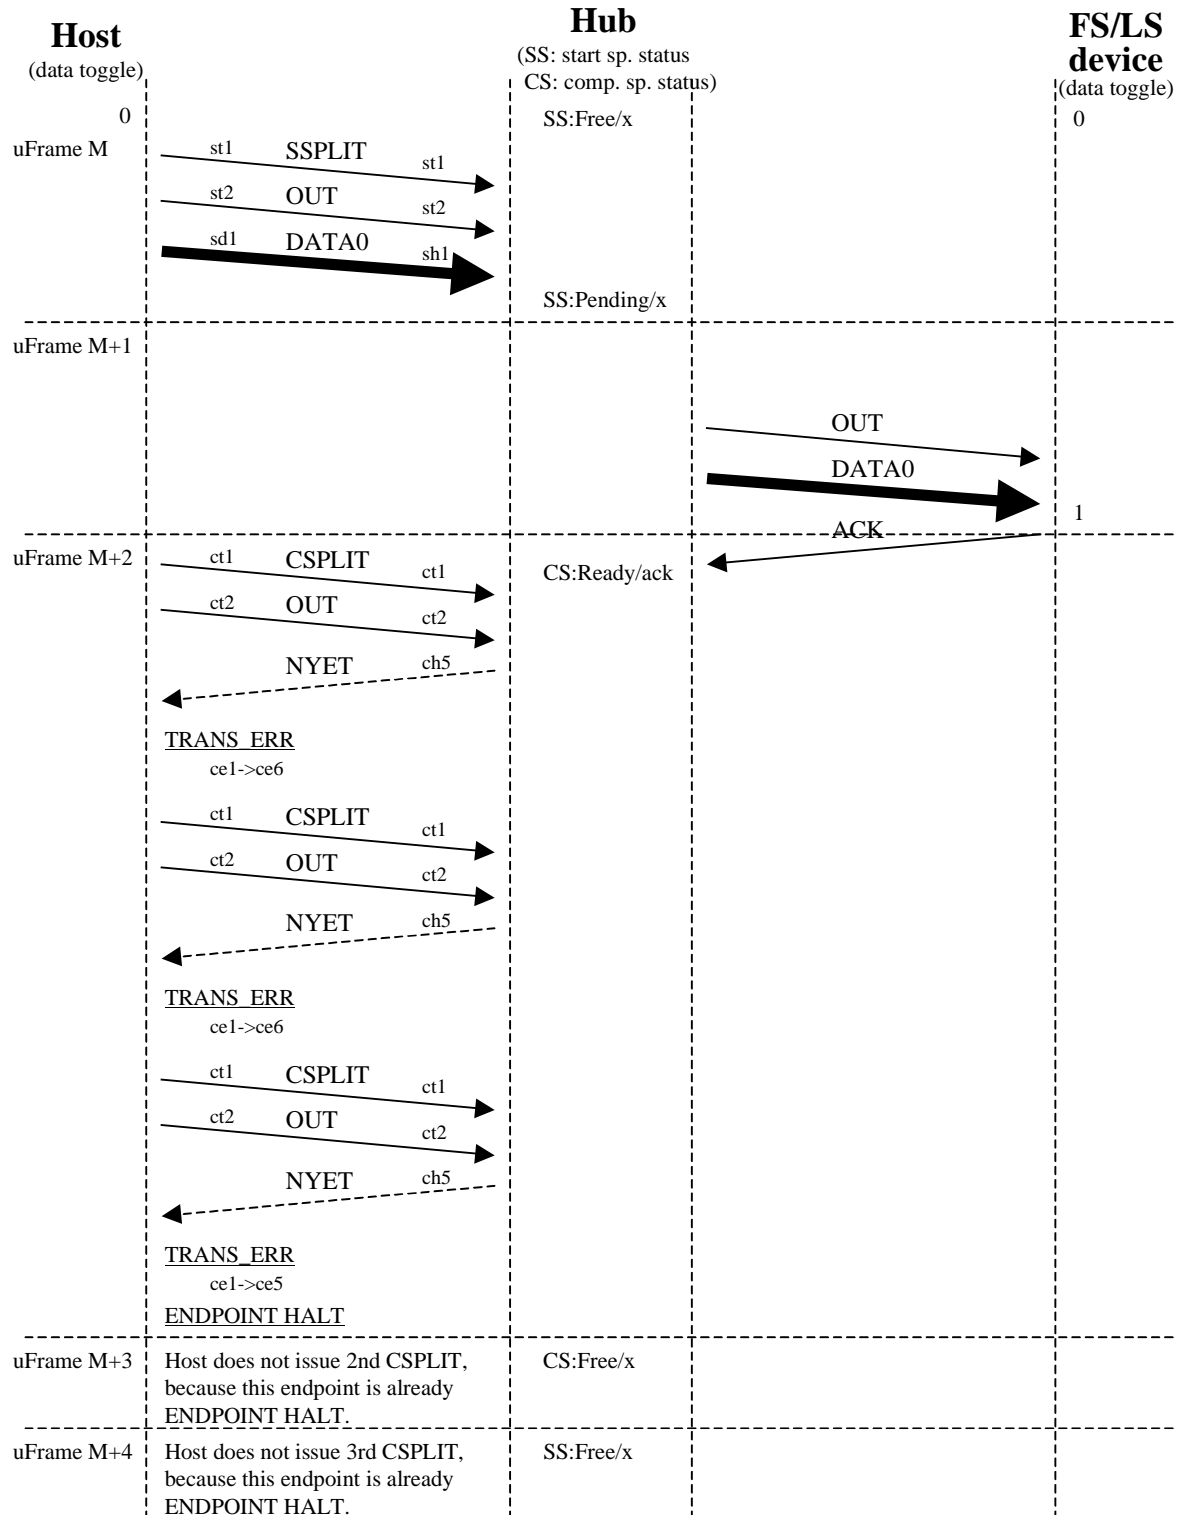 Host
(data toggle)
Hub
(SS: start sp. status
CS: comp. sp. status)
FS/LS
device
(data toggle)
0
SS:Free/x
0
uFrame M
st1 SSPLIT st1
st2 OUT st2
sd1 DATA0 sh1
SS:Pending/x
uFrame M+1
OUT
DATA0
1
ACK
uFrame M+2
ct1 CSPLIT ct1
CS:Ready/ack
ct2 OUT ct2
NYET ch5
TRANS_ERR
ce1->ce6
ct1 CSPLIT ct1
ct2 OUT ct2
NYET ch5
TRANS_ERR
ce1->ce6
ct1 CSPLIT ct1
ct2 OUT ct2
NYET ch5
TRANS_ERR
ce1->ce5
ENDPOINT HALT
uFrame M+3
Host does not issue 2nd CSPLIT,
because this endpoint is already
ENDPOINT HALT.
CS:Free/x
uFrame M+4
Host does not issue 3rd CSPLIT,
because this endpoint is already
ENDPOINT HALT.
SS:Free/x